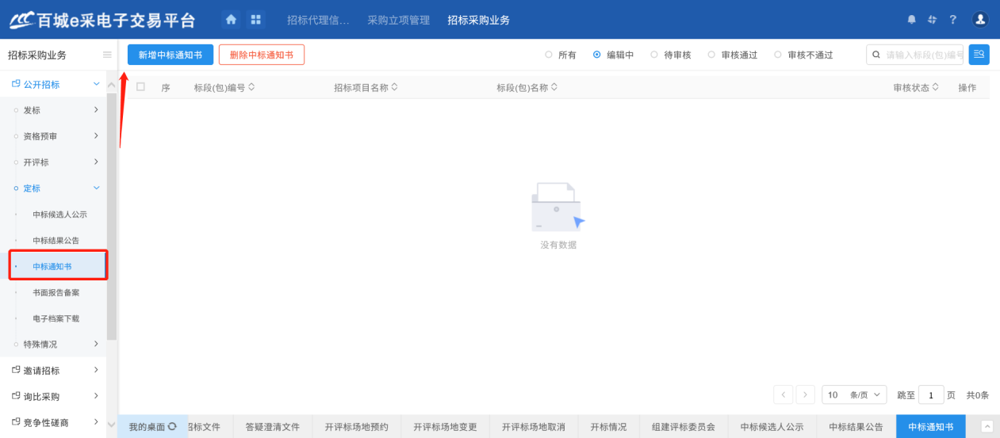 百城e采电子交易平台 招标代理信... 采购立项管理 招标采购业务 ?
招标采购业务
新增中标通知书 删除中标通知书 所有 编辑中 待审核 审核通过 审核不通过 请输入标段(包)编号
公开招标
发标
资格预审
开评标
定标
中标候选人公示
中标结果公告
中标通知书
书面报告备案
电子档案下载
特殊情况
邀请招标
询比采购
竞争性磋商
序 标段(包)编号 招标项目名称 标段(包)名称 审核状态 操作
没有数据
10 条/页 跳至 1 页 共0条
我的桌面 招标文件 答疑澄清文件 开评标场地预约 开评标场地变更 开评标场地取消 开标情况 组建评标委员会 中标候选人公示 中标结果公告 中标通知书